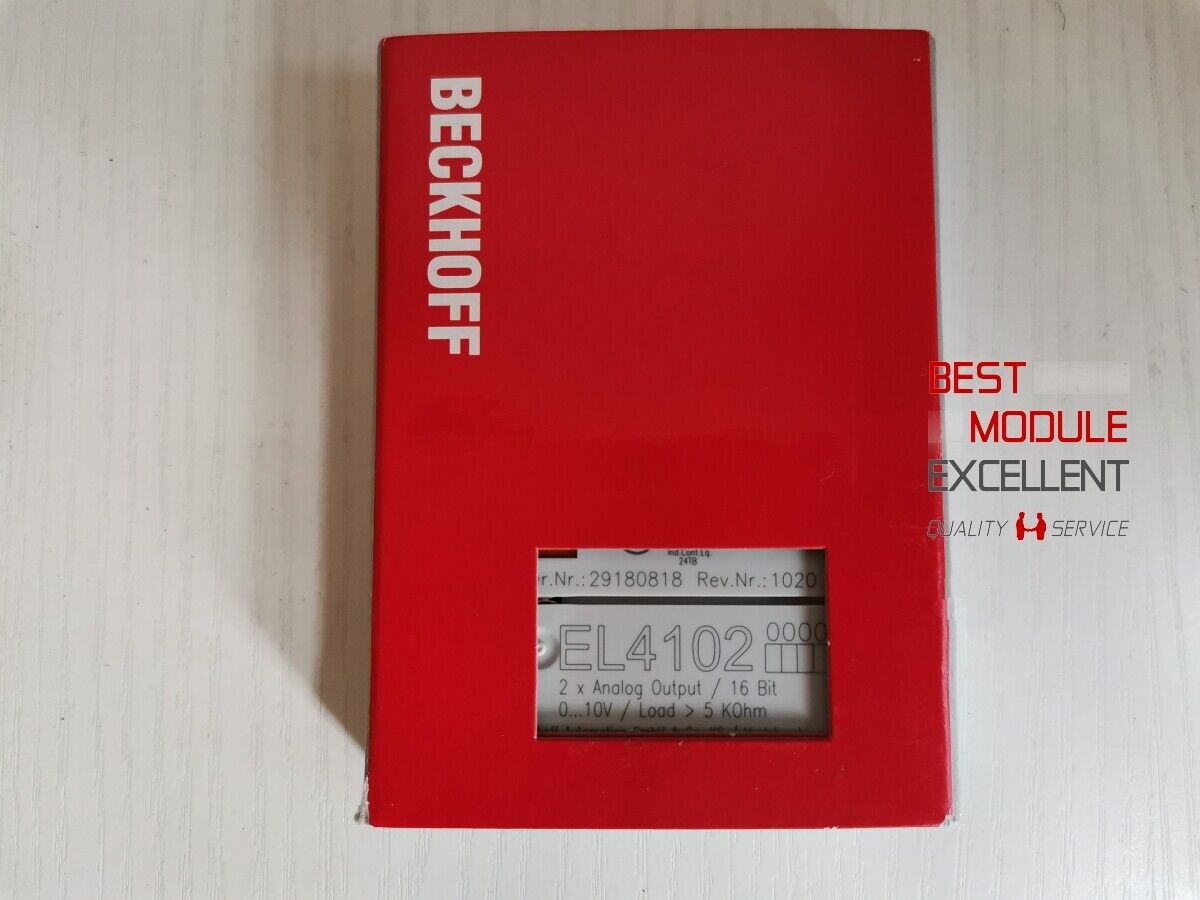 BECKHOFF
BEST
MODULE
EXCELLENT
QUALITY SERVICE
Ind.Cont.Eq.
24TB
er.Nr.:29180818 Rev.Nr.:1020
EL4102 0000
2 x Analog Output / 16 Bit
0...10V / Load > 5 KOhm